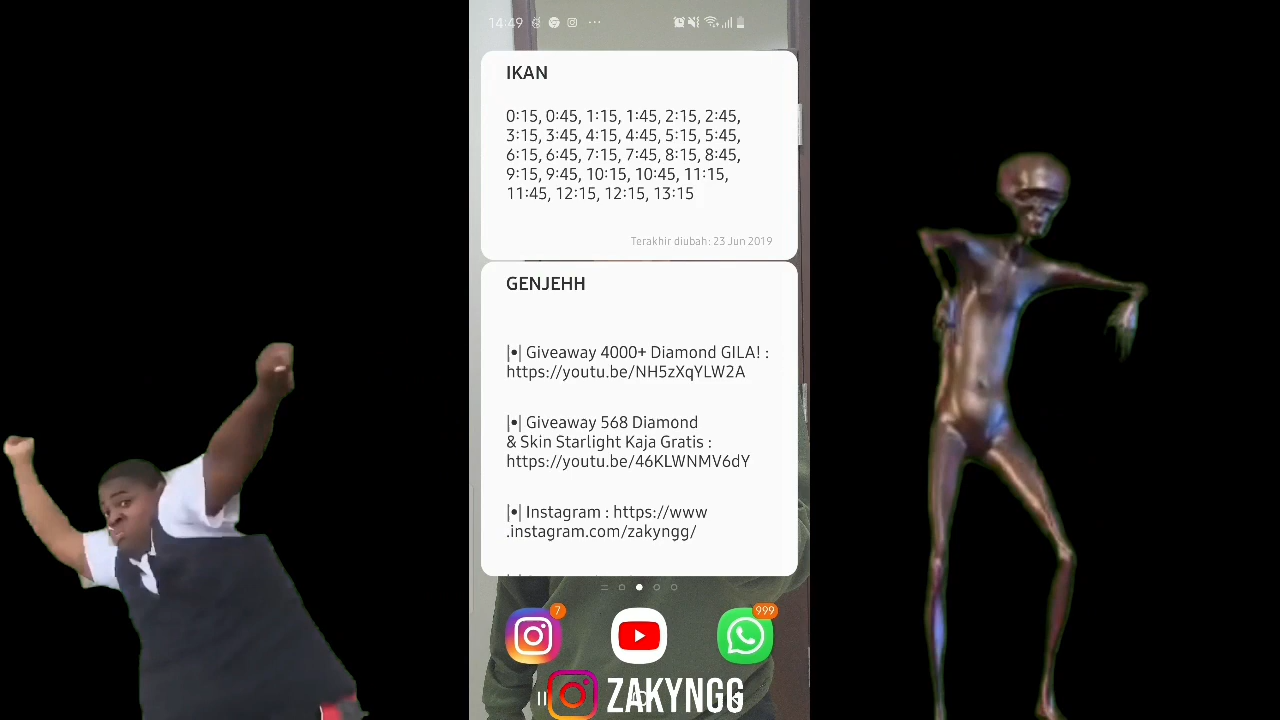 14:49
IKAN
0:15, 0:45, 1:15, 1:45, 2:15, 2:45,
3:15, 3:45, 4:15, 4:45, 5:15, 5:45,
6:15, 6:45, 7:15, 7:45, 8:15, 8:45,
9:15, 9:45, 10:15, 10:45, 11:15,
11:45, 12:15, 12:15, 13:15
Terakhir diubah: 23 Jun 2019
GENJEHH
|•| Giveaway 4000+ Diamond GILA! :
https://youtu.be/NH5zXqYLW2A
|•| Giveaway 568 Diamond
& Skin Starlight Kaja Gratis :
https://youtu.be/46KLWNMV6dY
|•| Instagram : https://www
.instagram.com/zakyngg/
7
999
ZAKYNGG